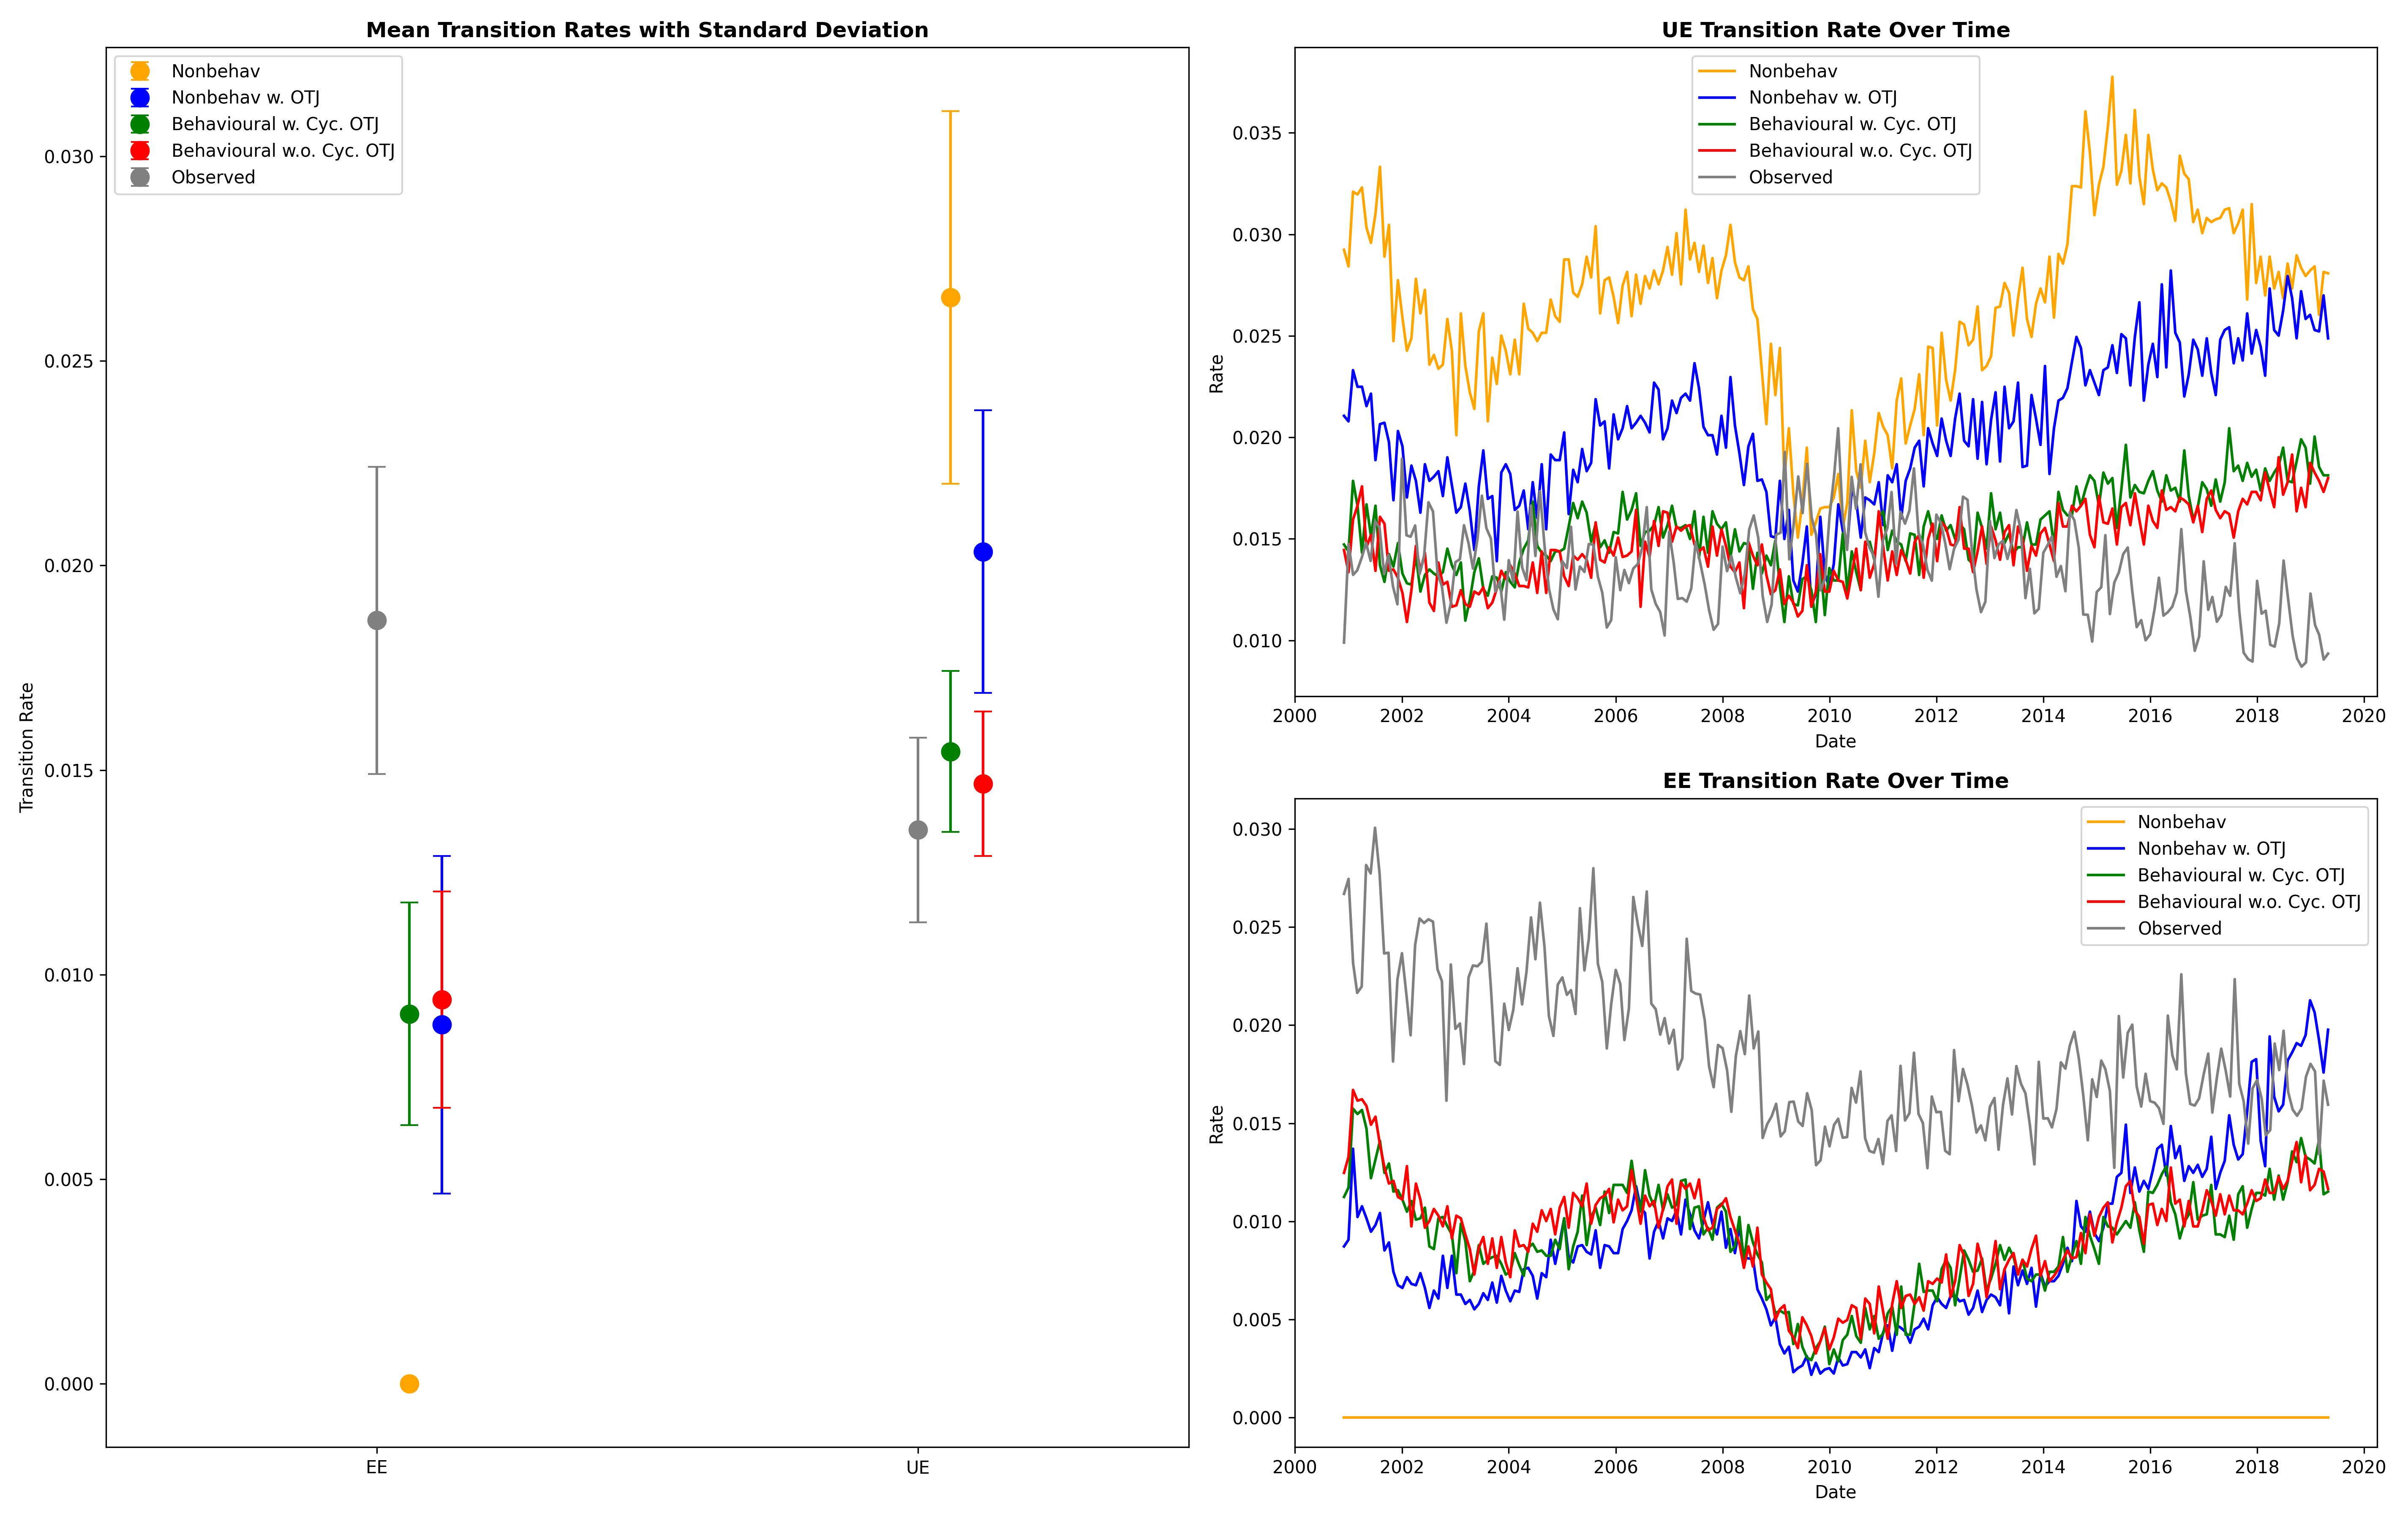 Mean Transition Rates with Standard Deviation
Nonbehav
Nonbehav w. OTJ
Behavioural w. Cyc. OTJ
Behavioural w.o. Cyc. OTJ
Observed
Transition Rate
0.030
0.025
0.020
0.015
0.010
0.005
0.000
EE
UE
UE Transition Rate Over Time
Nonbehav
Nonbehav w. OTJ
Behavioural w. Cyc. OTJ
Behavioural w.o. Cyc. OTJ
Observed
Rate
0.035
0.030
0.025
0.020
0.015
0.010
2000 2002 2004 2006 2008 2010 2012 2014 2016 2018 2020
Date
EE Transition Rate Over Time
Nonbehav
Nonbehav w. OTJ
Behavioural w. Cyc. OTJ
Behavioural w.o. Cyc. OTJ
Observed
Rate
0.030
0.025
0.020
0.015
0.010
0.005
0.000
2000 2002 2004 2006 2008 2010 2012 2014 2016 2018 2020
Date